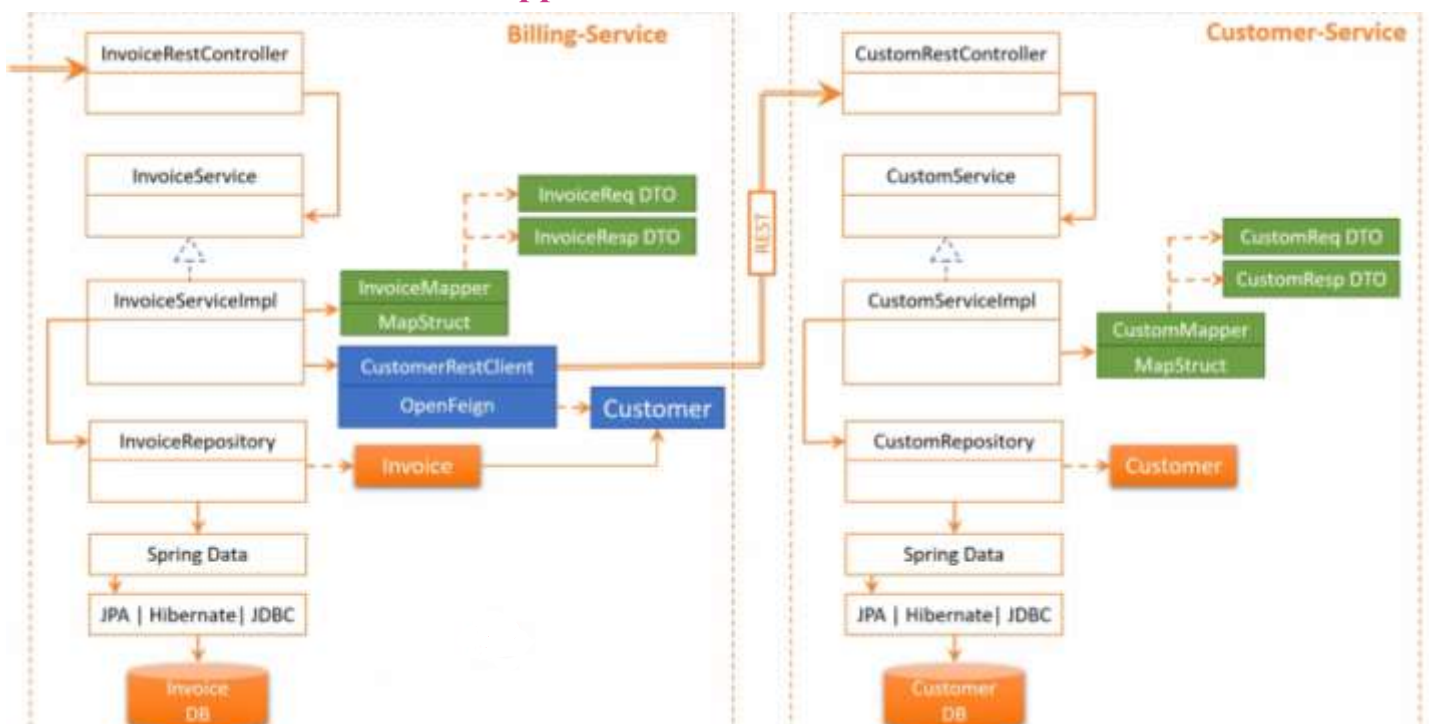 Billing-Service
InvoiceRestController
InvoiceService
InvoiceReq DTO
InvoiceResp DTO
InvoiceServiceImpl
InvoiceMapper
MapStruct
CustomerRestClient
OpenFeign
Customer
InvoiceRepository
Invoice
Spring Data
JPA | Hibernate| JDBC
Invoice
DB
REST
Customer-Service
CustomRestController
CustomService
CustomReq DTO
CustomResp DTO
CustomServiceImpl
CustomMapper
MapStruct
CustomRepository
Customer
Spring Data
JPA | Hibernate| JDBC
Customer
DB